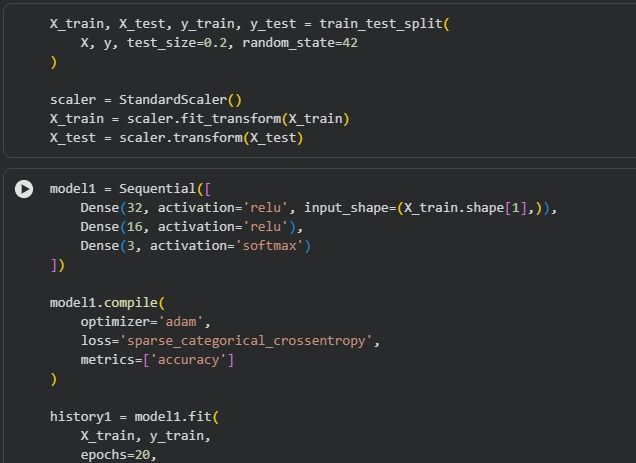 X_train, X_test, y_train, y_test = train_test_split(
    X, y, test_size=0.2, random_state=42
)
scaler = StandardScaler()
X_train = scaler.fit_transform(X_train)
X_test = scaler.transform(X_test)
model1 = Sequential([
    Dense(32, activation='relu', input_shape=(X_train.shape[1],)),
    Dense(16, activation='relu'),
    Dense(3, activation='softmax')
])
model1.compile(
    optimizer='adam',
    loss='sparse_categorical_crossentropy',
    metrics=['accuracy']
)
history1 = model1.fit(
    X_train, y_train,
    epochs=20,